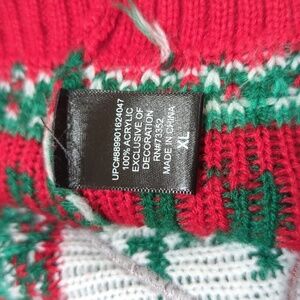 UPC#889901624047
100% ACRYLIC
EXCLUSIVE OF
DECORATION
RN#73352
MADE IN CHINA
XL